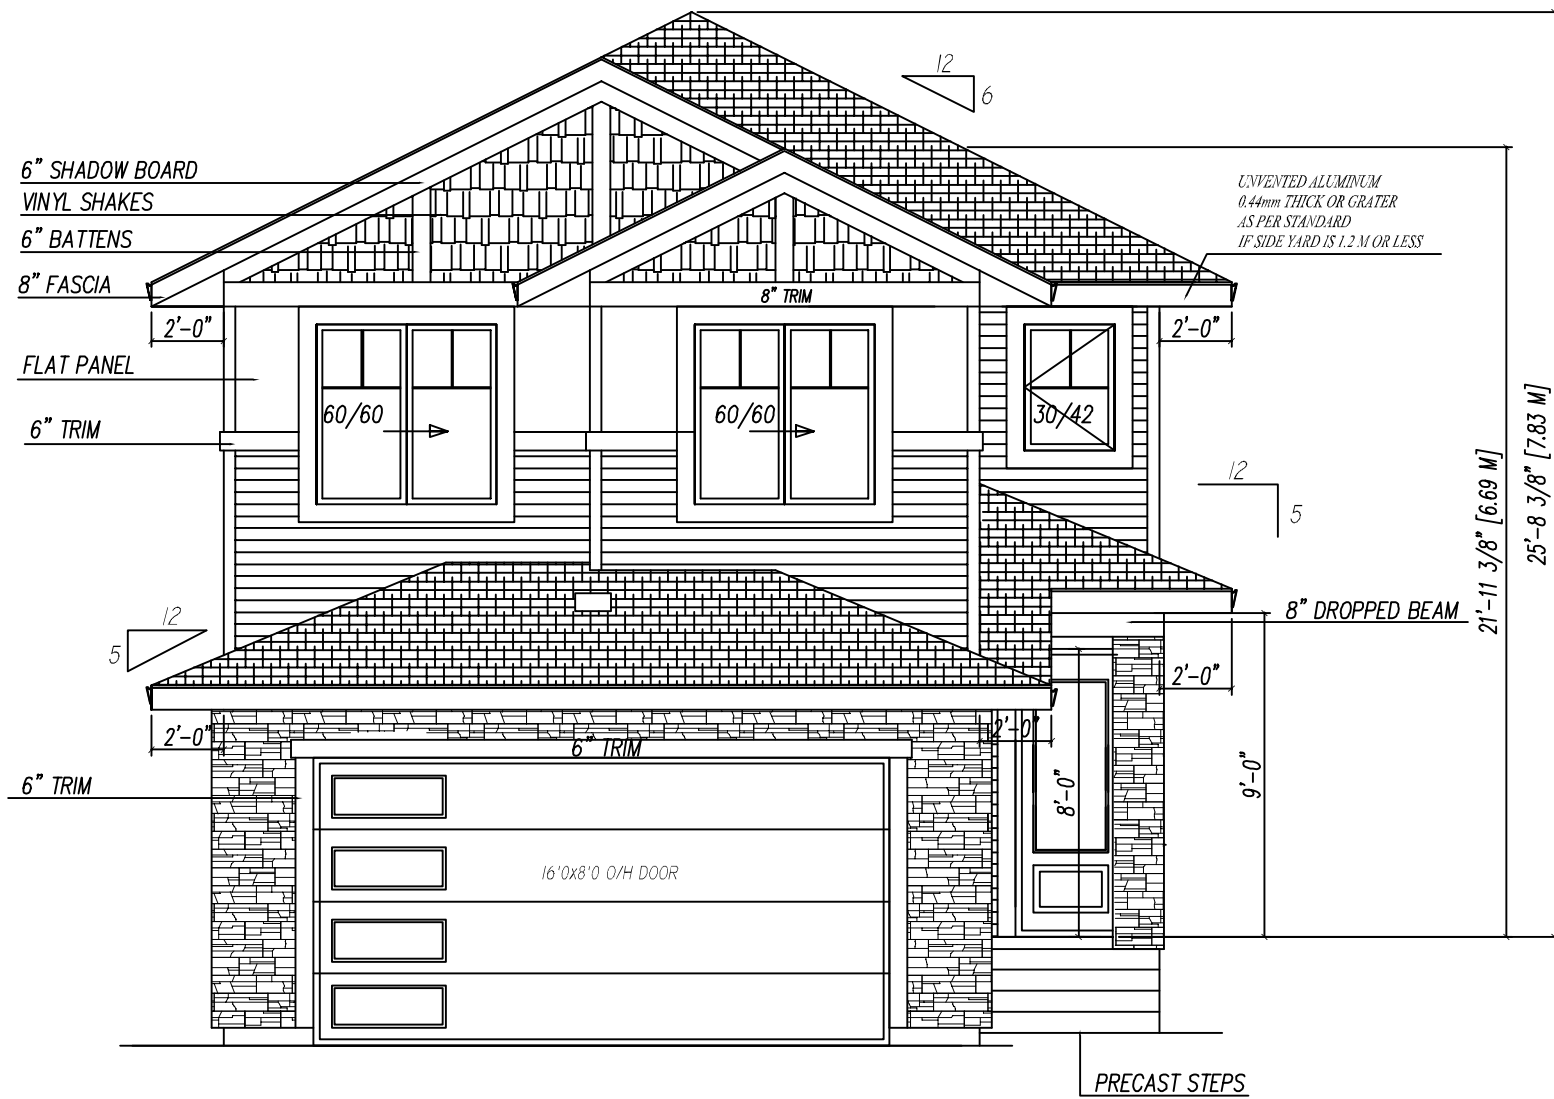 12
6
6" SHADOW BOARD
VINYL SHAKES
6" BATTENS
8" FASCIA
UNVENTED ALUMINUM
0.44mm THICK OR GRATER
AS PER STANDARD
IF SIDE YARD IS 1.2 M OR LESS
8" TRIM
2'-0"
2'-0"
FLAT PANEL
60/60
60/60
30/42
6" TRIM
12
5
21'-11 3/8" [6.69 M]
25'-8 3/8" [7.83 M]
12
5
8" DROPPED BEAM
2'-0"
2'-0"
2'-0"
6" TRIM
6" TRIM
8'-0"
9'-0"
16'0x8'0 O/H DOOR
PRECAST STEPS